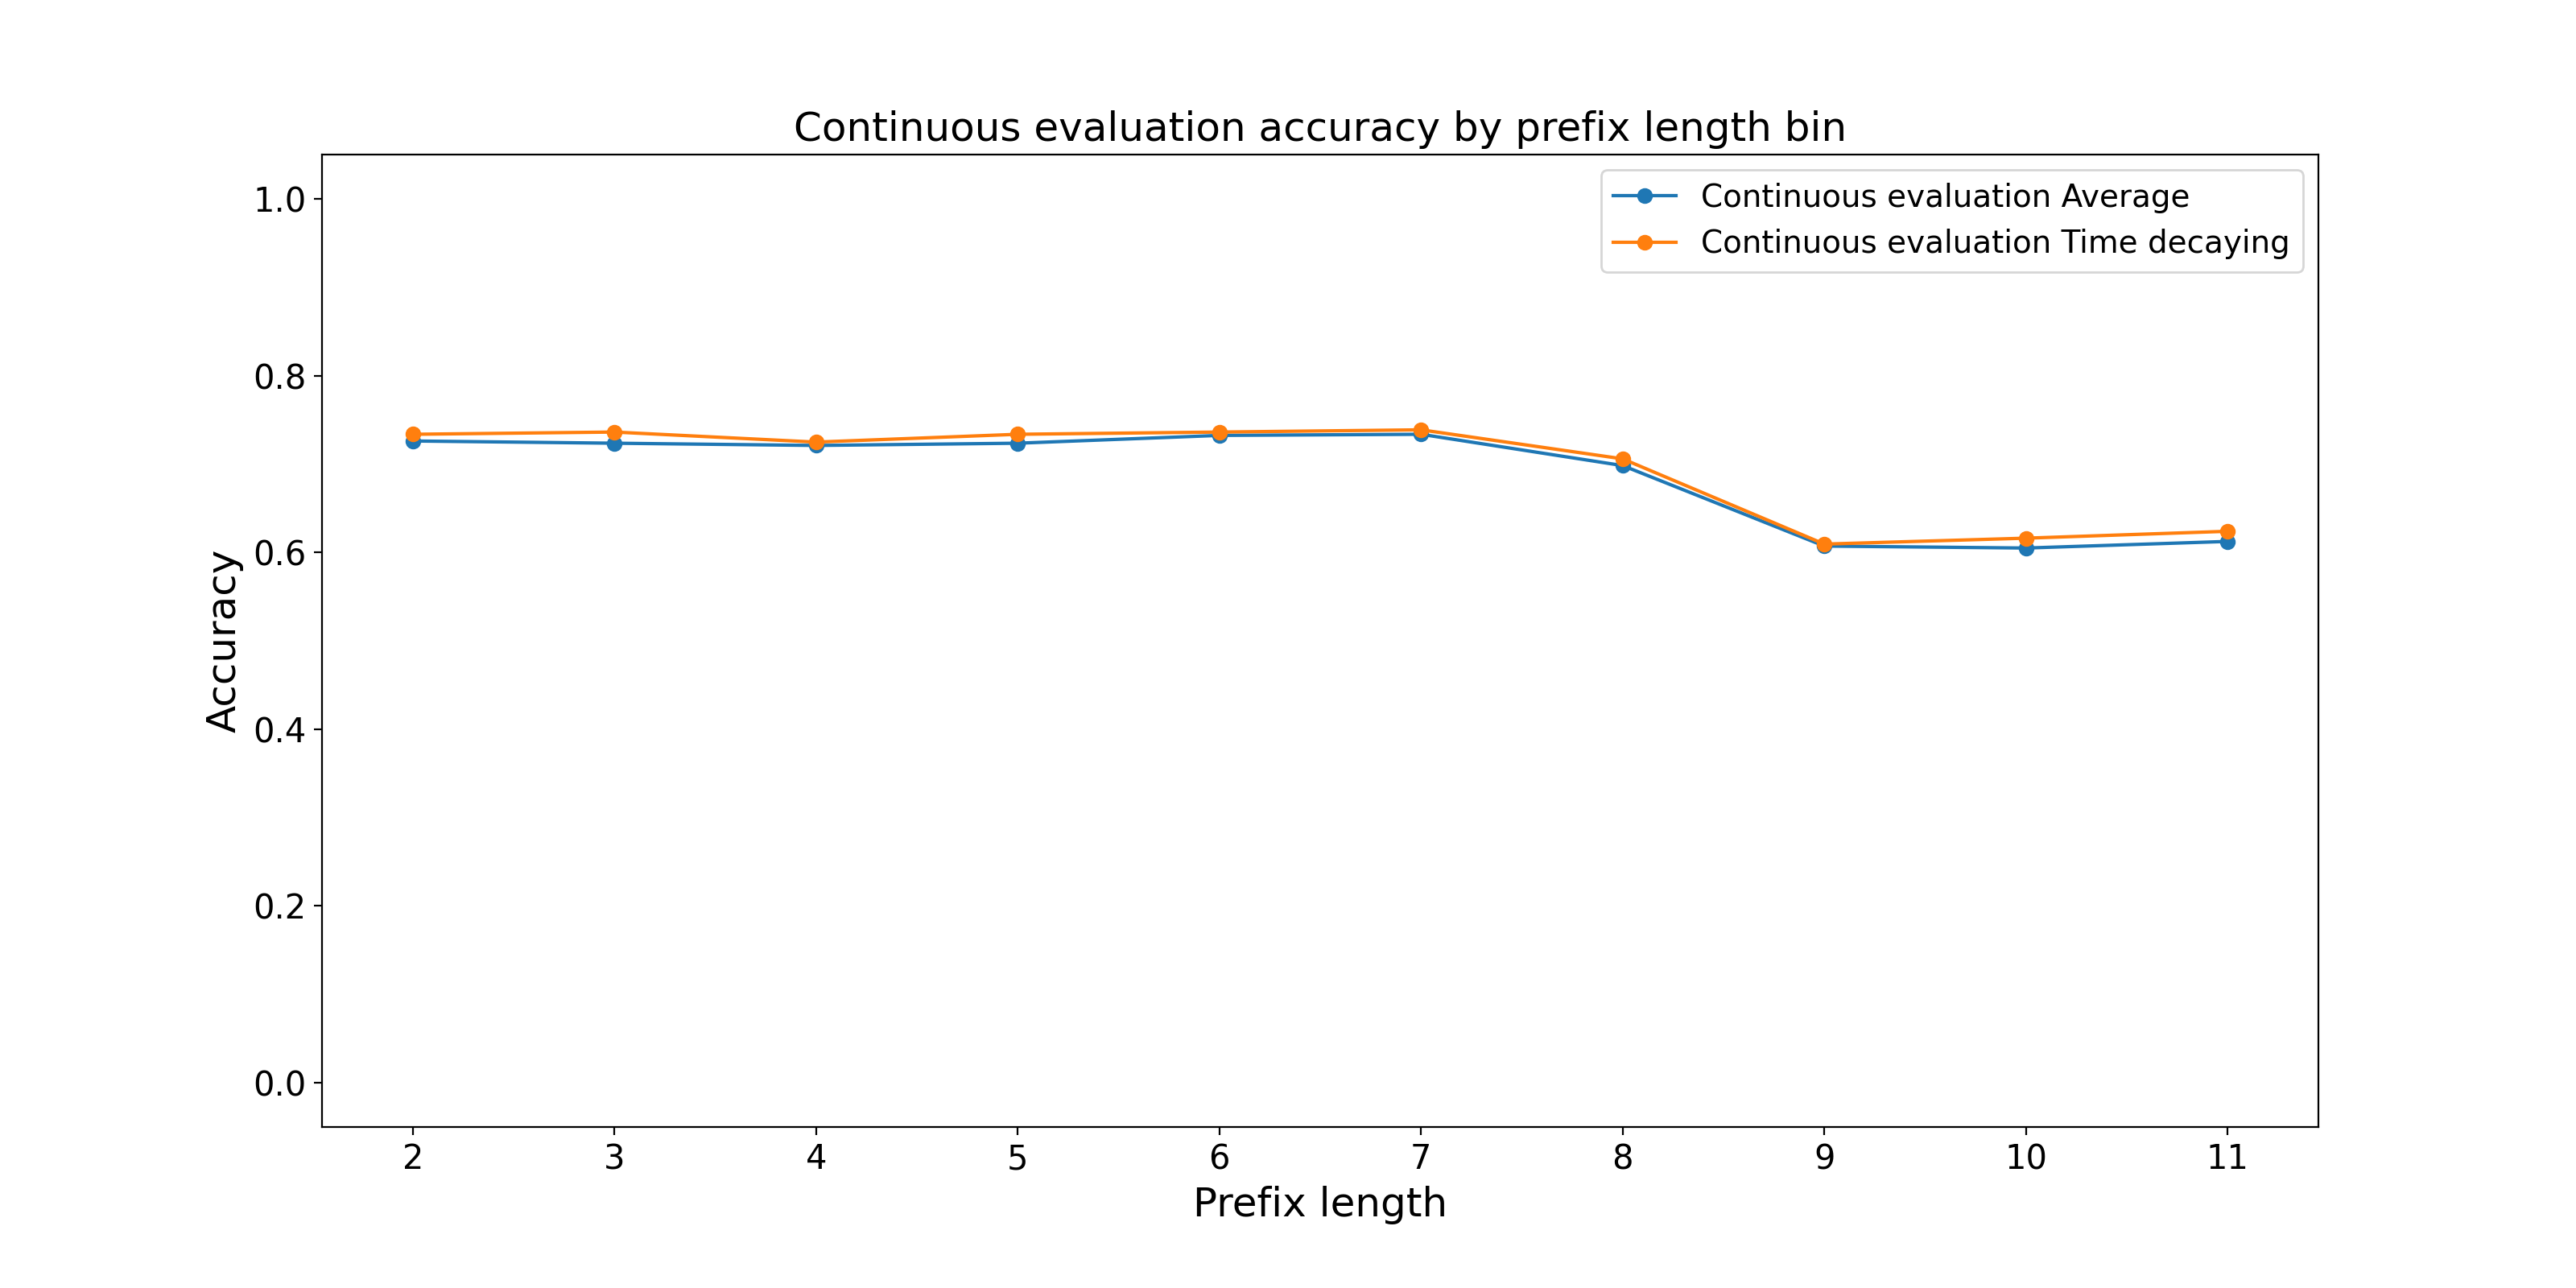 Continuous evaluation accuracy by prefix length bin
Continuous evaluation Average
Continuous evaluation Time decaying
1.0
0.8
0.6
0.4
0.2
0.0
Accuracy
2 3 4 5 6 7 8 9 10 11
Prefix length